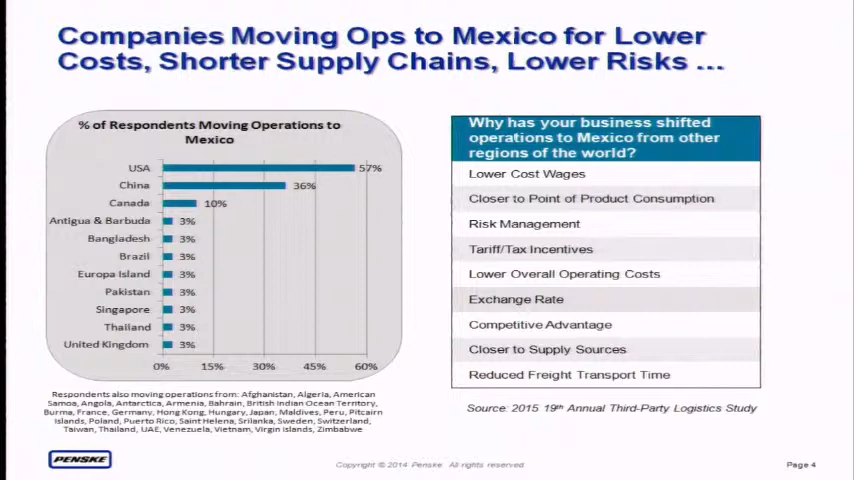 Companies Moving Ops to Mexico for Lower
Costs, Shorter Supply Chains, Lower Risks ...
% of Respondents Moving Operations to
Mexico
USA 57%
China 36%
Canada 10%
Antigua & Barbuda 3%
Bangladesh 3%
Brazil 3%
Europa Island 3%
Pakistan 3%
Singapore 3%
Thailand 3%
United Kingdom 3%
0% 15% 30% 45% 60%
Respondents also moving operations from: Afghanistan, Algeria, American
Samoa, Angola, Antarctica, Armenia, Bahrain, British Indian Ocean Territory,
Burma, France, Germany, Hong Kong, Hungary, Japan, Maldives, Peru, Pitcairn
Islands, Poland, Puerto Rico, Saint Helena, Srilanka, Sweden, Switzerland,
Taiwan, Thailand, UAE, Venezuela, Vietnam, Virgin Islands, Zimbabwe
Why has your business shifted
operations to Mexico from other
regions of the world?
Lower Cost Wages
Closer to Point of Product Consumption
Risk Management
Tariff/Tax Incentives
Lower Overall Operating Costs
Exchange Rate
Competitive Advantage
Closer to Supply Sources
Reduced Freight Transport Time
Source: 2015 19th Annual Third-Party Logistics Study
PENSKE
Copyright © 2014 Penske. All rights reserved
Page 4